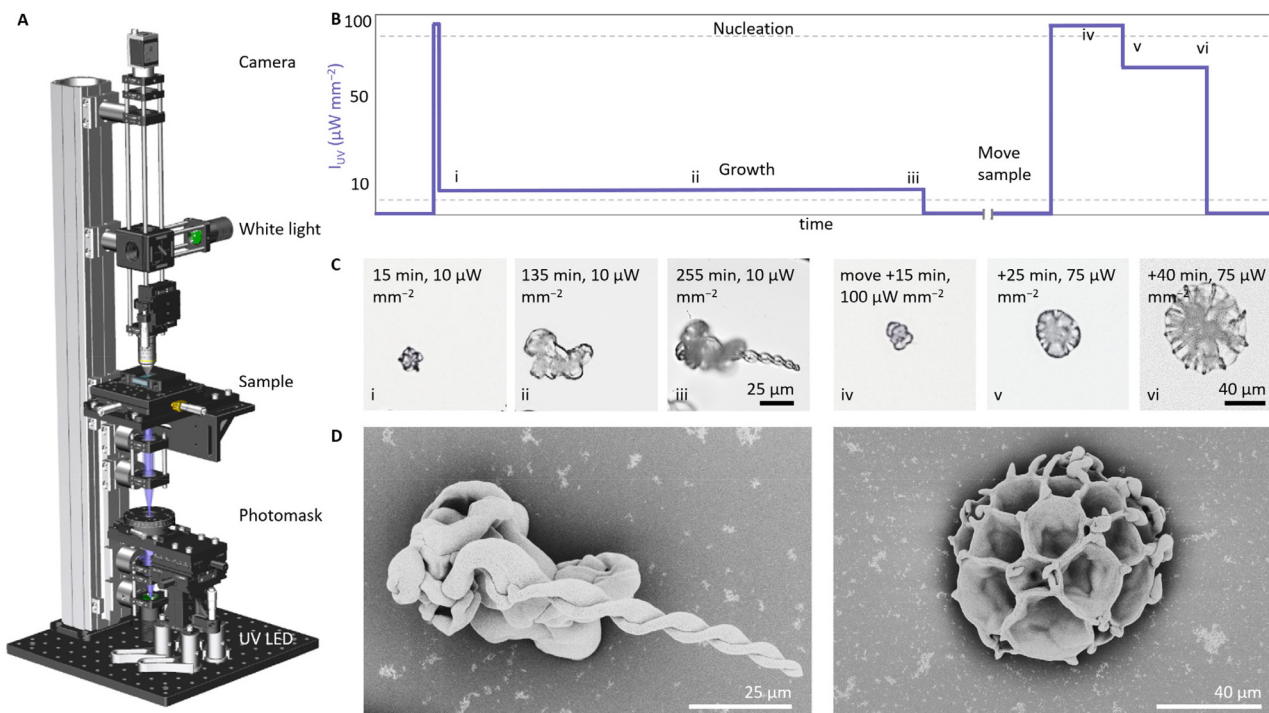 A
Camera
White light
Sample
Photomask
UV LED
B
100
50
10
I_UV (µW mm⁻²)
Nucleation
i
ii
Growth
iii
Move
sample
iv
v
vi
time
C
15 min, 10 µW
mm⁻²
i
135 min, 10 µW
mm⁻²
ii
255 min, 10 µW
mm⁻²
iii
25 µm
move +15 min,
100 µW mm⁻²
iv
+25 min, 75 µW
mm⁻²
v
+40 min, 75 µW
mm⁻²
vi
40 µm
D
25 µm
40 µm